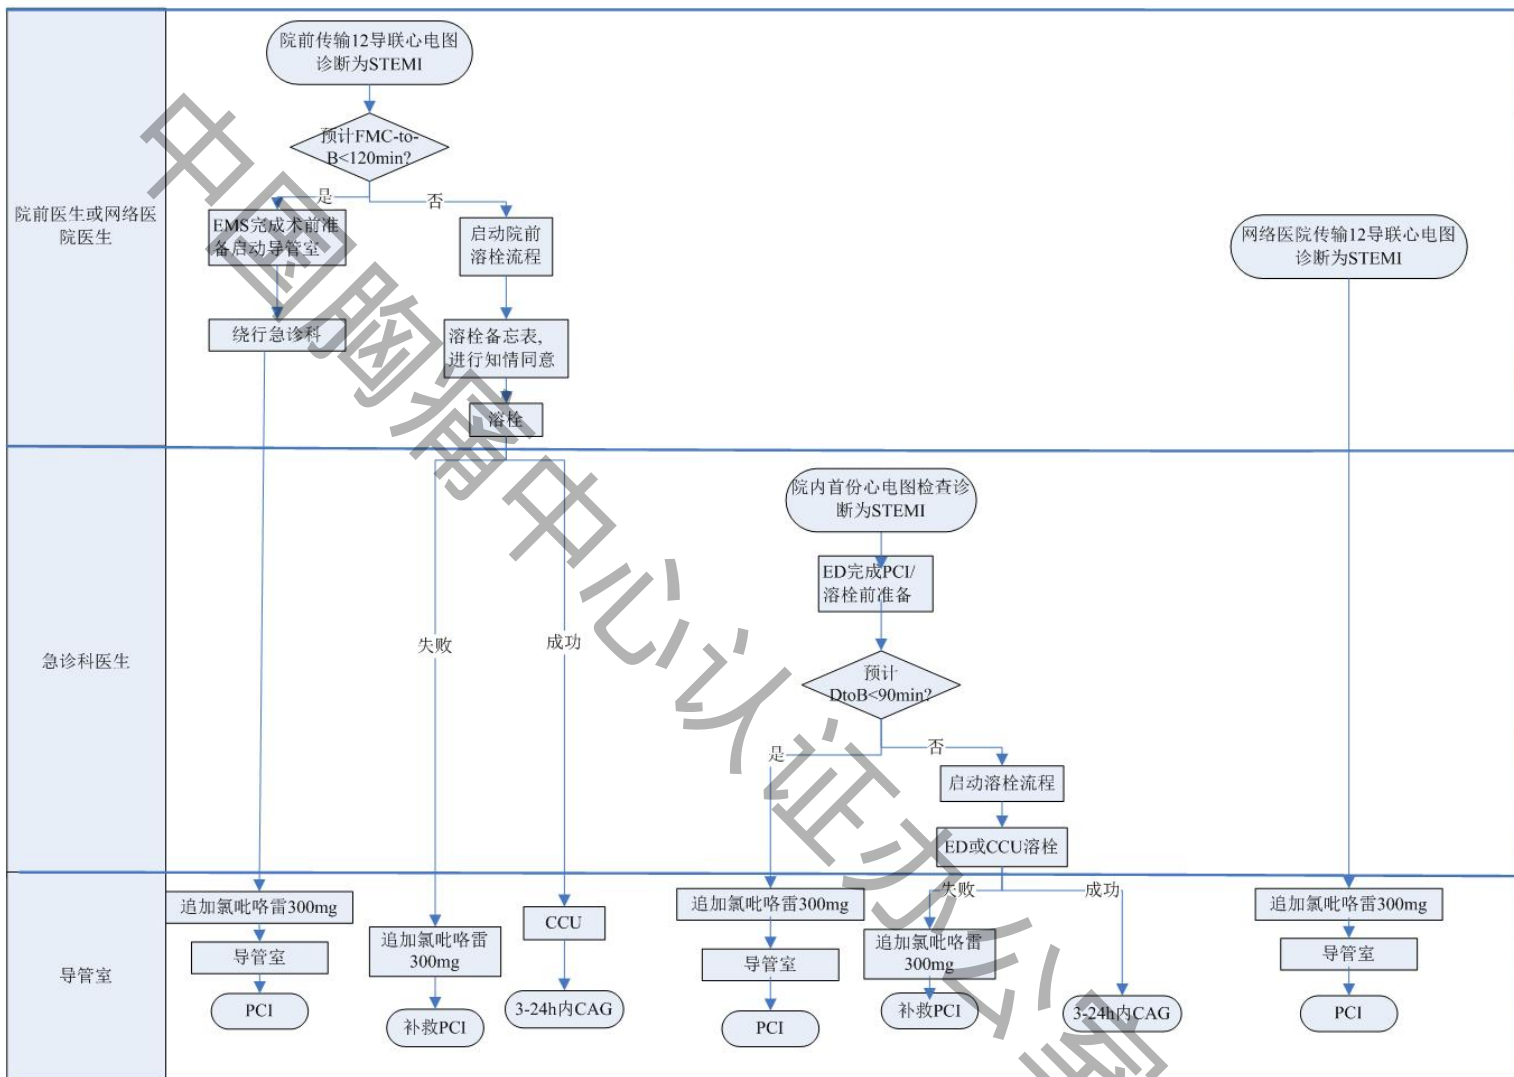 院前传输12导联心电图
诊断为STEMI
预计FMC-to-
B<120min?
是
否
院前医生或网络医
院医生
EMS完成术前准
备启动导管室
启动院前
溶栓流程
网络医院传输12导联心电图
诊断为STEMI
绕行急诊科
溶栓备忘表,
进行知情同意
溶栓
院内首份心电图检查诊
断为STEMI
ED完成PCI/
溶栓前准备
失败
成功
急诊科医生
预计
DtoB<90min?
是
否
启动溶栓流程
ED或CCU溶栓
失败
成功
导管室
追加氯吡咯雷300mg
导管室
PCI
追加氯吡咯雷
300mg
补救PCI
CCU
3-24h内CAG
追加氯吡咯雷300mg
导管室
PCI
追加氯吡咯雷
300mg
补救PCI
3-24h内CAG
追加氯吡咯雷300mg
导管室
PCI
中国胸痛中心认证办公室